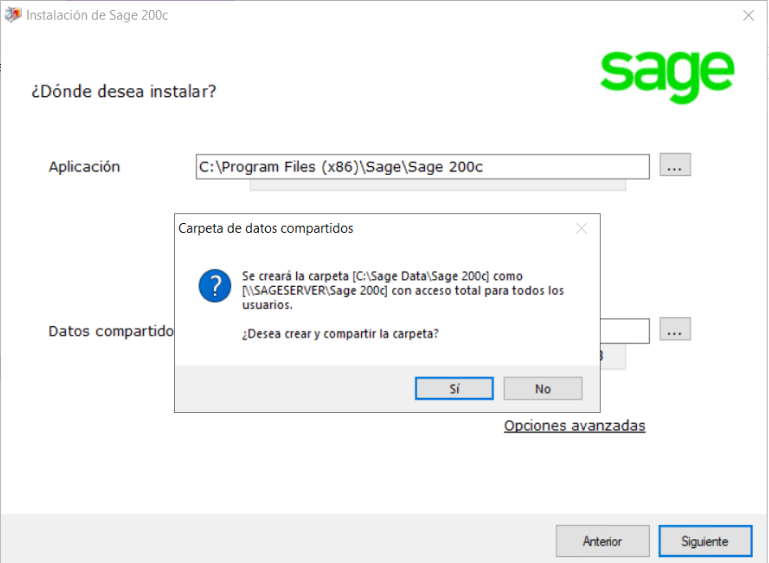 Instalación de Sage 200c
sage
¿Dónde desea instalar?
Aplicación
C:\Program Files (x86)\Sage\Sage 200c
...
Carpeta de datos compartidos
Se creará la carpeta [C:\Sage Data\Sage 200c] como
[\\SAGESERVER\Sage 200c] con acceso total para todos los
usuarios.
¿Desea crear y compartir la carpeta?
Datos compartido
...
Sí
No
Opciones avanzadas
Anterior
Siguiente